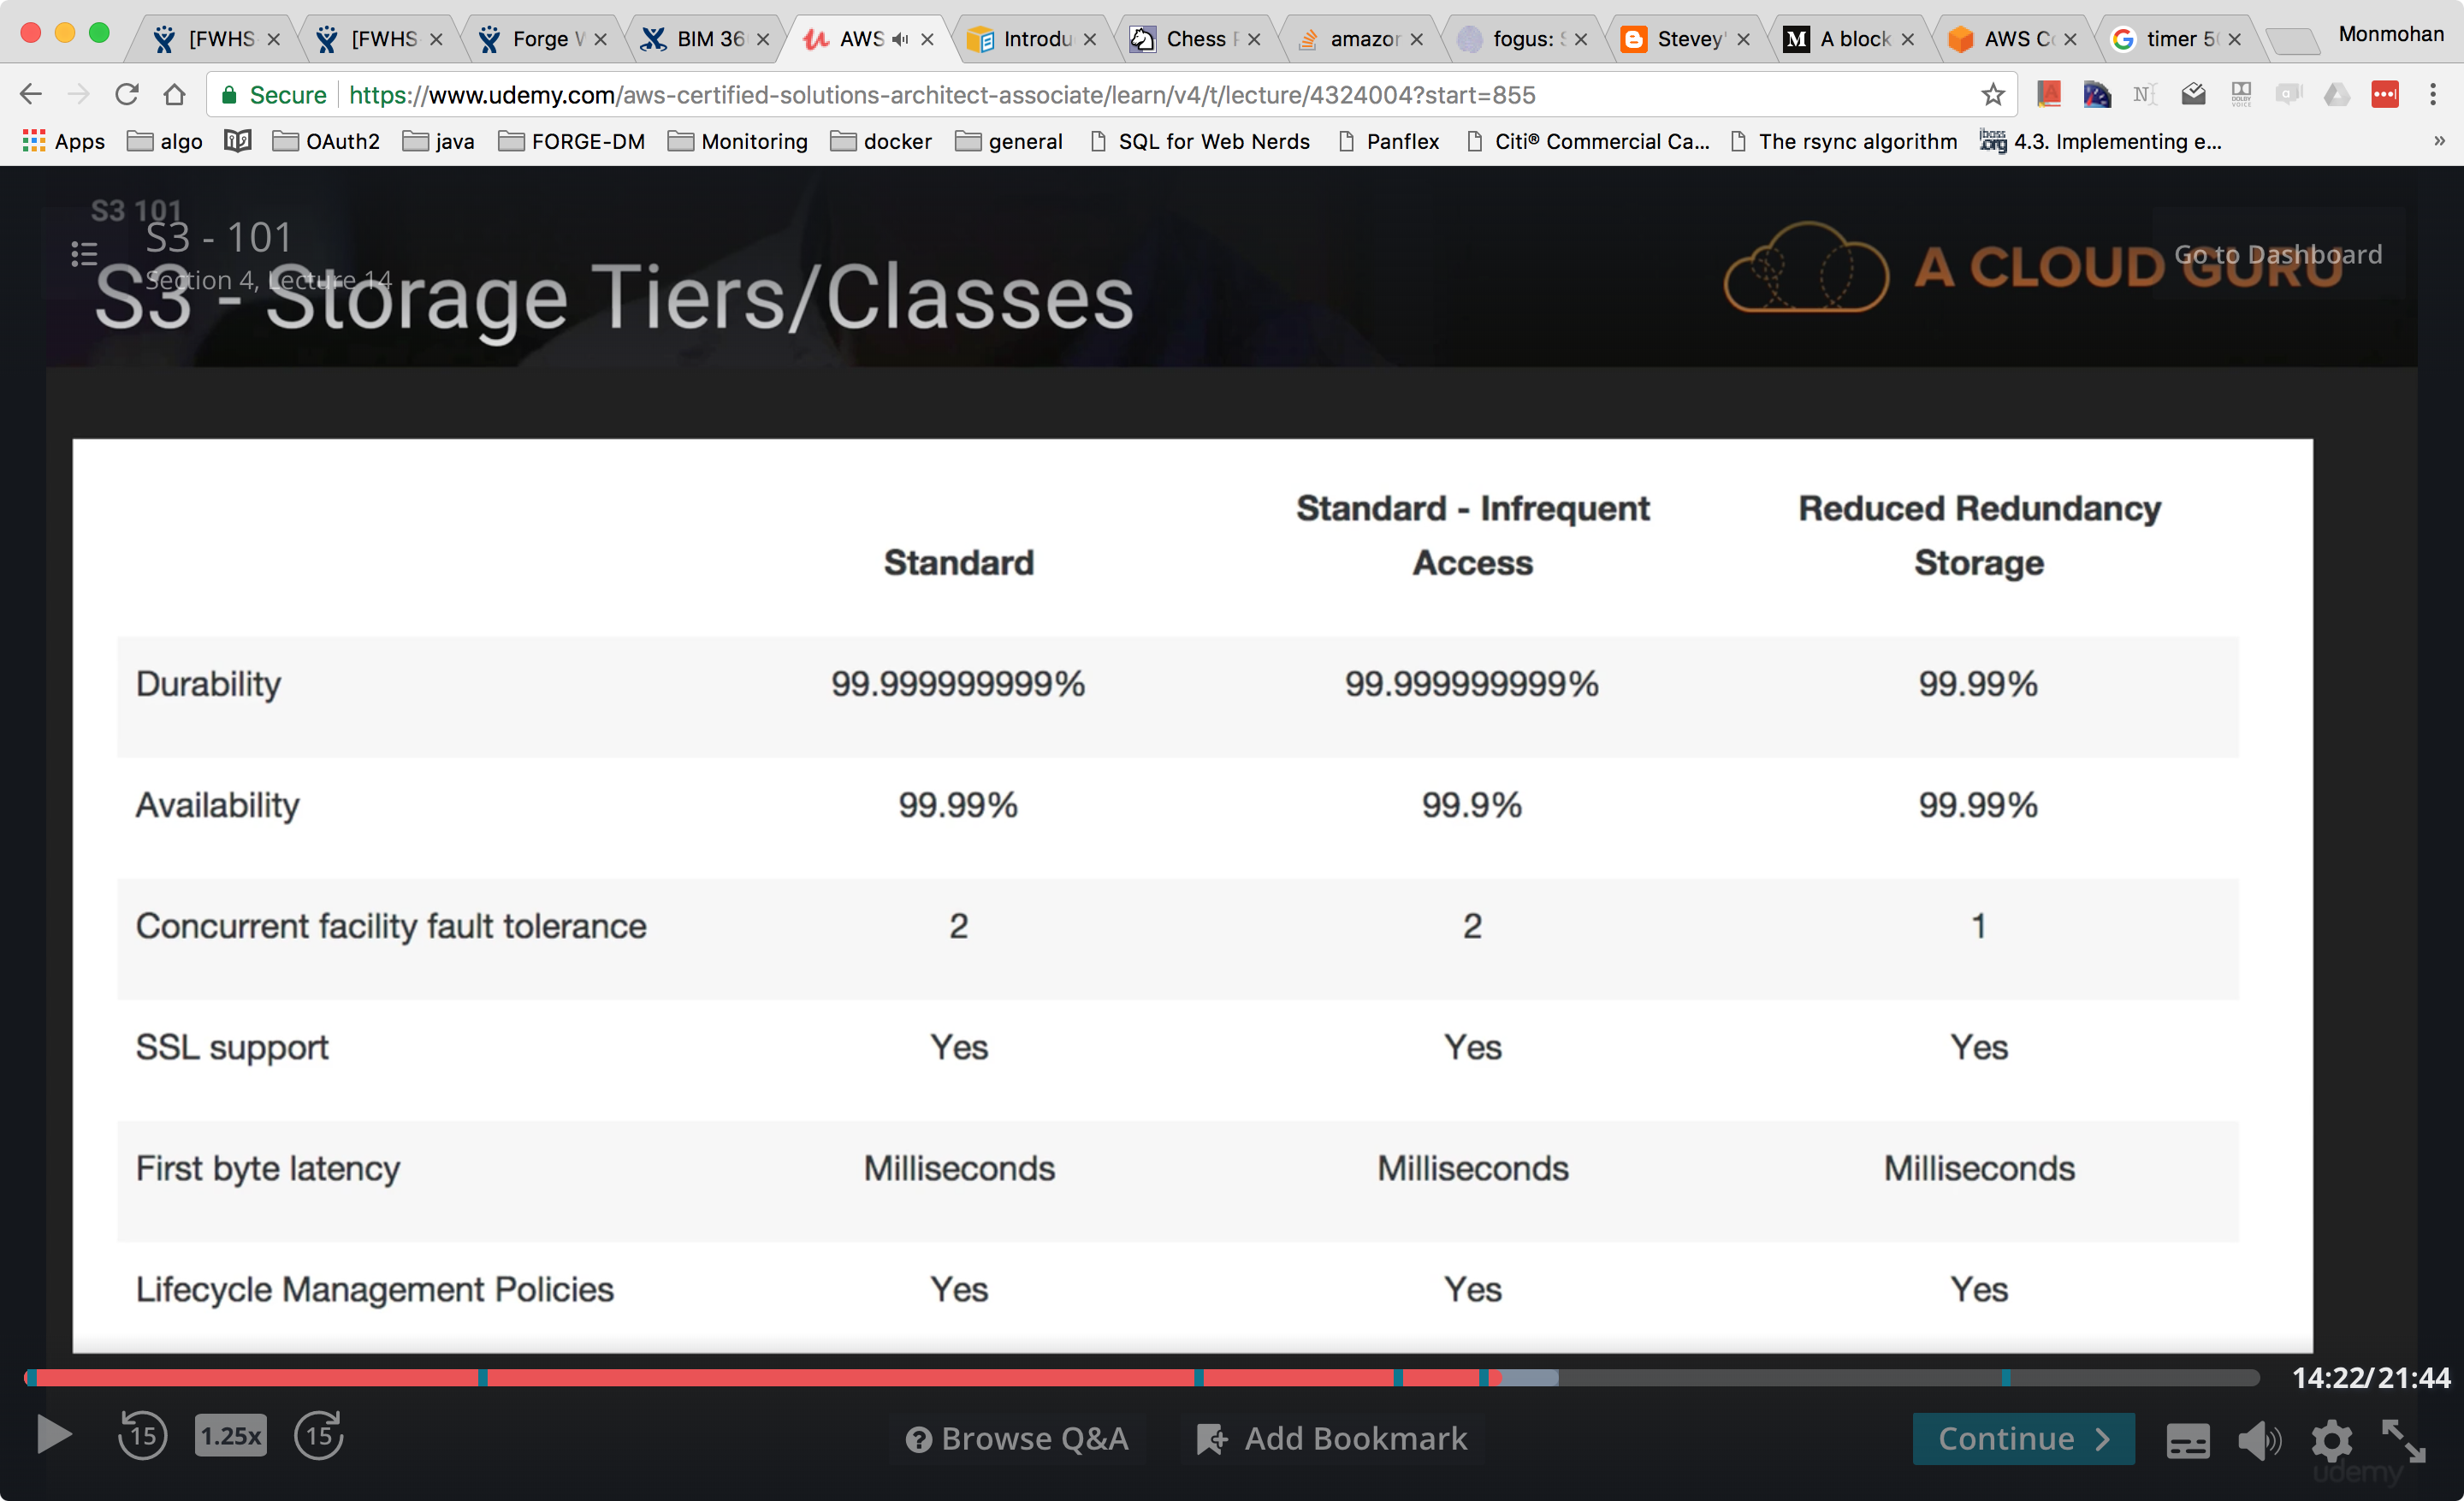 [FWHS
[FWHS
Forge
BIM 36
AWS
Introdu
Chess
amazon
fogus:
Stevey'
A block
AWS C
timer 5
Monmohan
Secure
https://www.udemy.com/aws-certified-solutions-architect-associate/learn/v4/t/lecture/4324004?start=855
Apps
algo
OAuth2
java
FORGE-DM
Monitoring
docker
general
SQL for Web Nerds
Panflex
Citi® Commercial Ca...
The rsync algorithm
4.3. Implementing e...
»
S3 101
S3 - 101
Section 4, Lecture 14
S3 - Storage Tiers/Classes
A CLOUD GURU
Go to Dashboard
Standard
Standard - Infrequent Access
Reduced Redundancy Storage
Durability 99.999999999% 99.999999999% 99.99%
Availability 99.99% 99.9% 99.99%
Concurrent facility fault tolerance 2 2 1
SSL support Yes Yes Yes
First byte latency Milliseconds Milliseconds Milliseconds
Lifecycle Management Policies Yes Yes Yes
14:22/21:44
15
1.25x
15
Browse Q&A
Add Bookmark
Continue
udemy